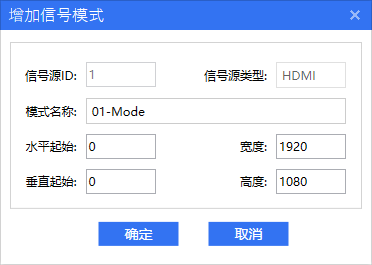 增加信号模式
信号源ID: 1 信号源类型: HDMI
模式名称: 01-Mode
水平起始: 0 宽度: 1920
垂直起始: 0 高度: 1080
确定 取消